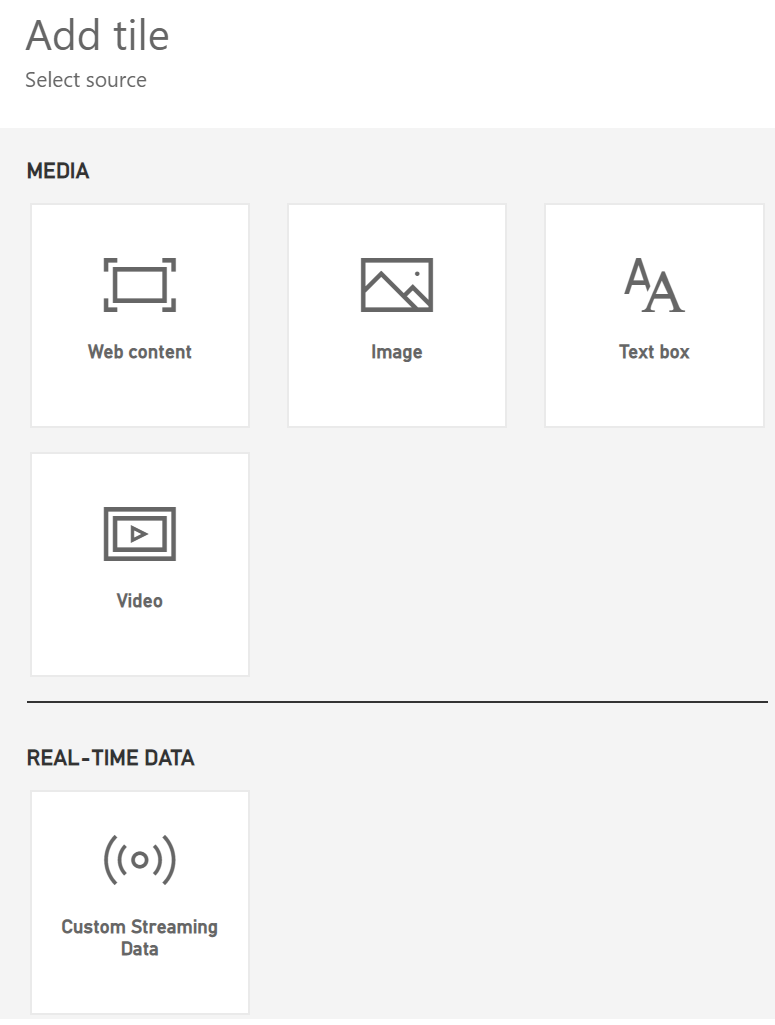 Add tile
Select source
MEDIA
Web content
Image
Text box
Video
REAL-TIME DATA
Custom Streaming
Data